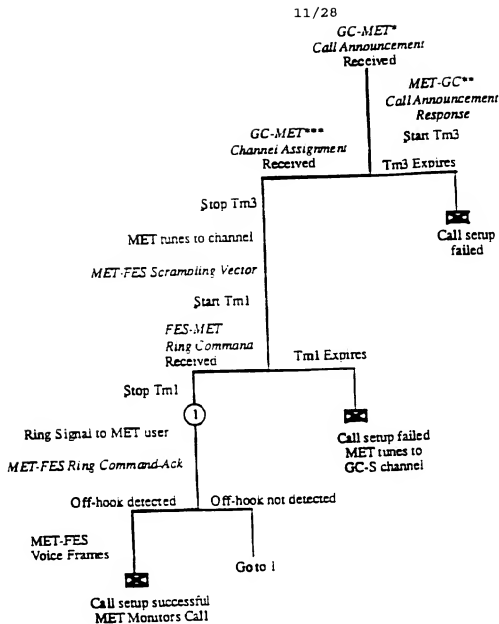 11/28
GC-MET*
Call Announcement
Received
MET-GC**
Call Announcement
Response
Start Tm3
GC-MET***
Channel Assignment
Received
Tm3 Expires
Stop Tm3
Call setup
failed
MET tunes to channel
MET-FES Scrambling Vector
Start Tm1
FES-MET
Ring Command
Received
Tm1 Expires
Stop Tm1
1
Call setup failed
MET tunes to
GC-S channel
Ring Signal to MET user
MET-FES Ring Command-Ack
Off-hook detected
Off-hook not detected
MET-FES
Voice Frames
Go to 1
Call setup successful
MET Monitors Call